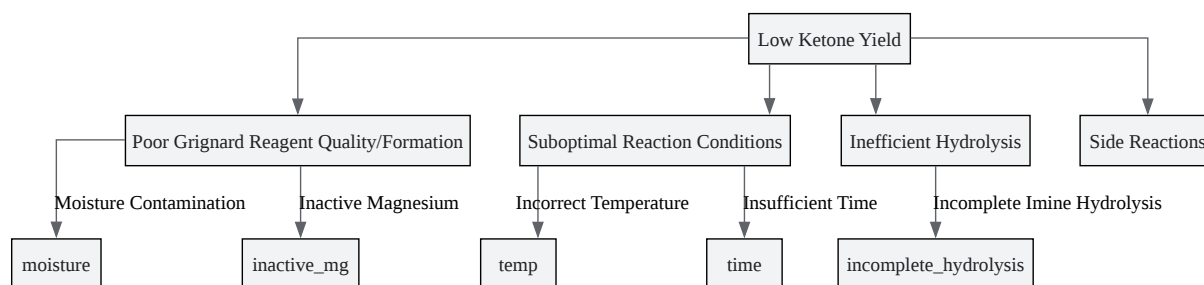 Low Ketone Yield
Poor Grignard Reagent Quality/Formation
Suboptimal Reaction Conditions
Inefficient Hydrolysis
Side Reactions
Moisture Contamination
Inactive Magnesium
Incorrect Temperature
Insufficient Time
Incomplete Imine Hydrolysis
moisture
inactive_mg
temp
time
incomplete_hydrolysis